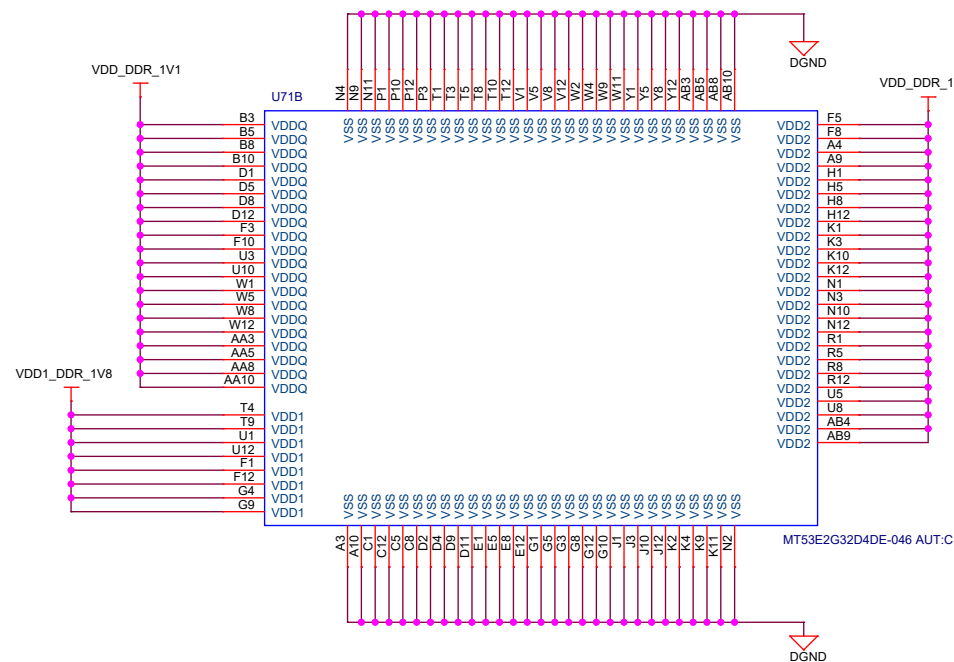 DGND
VDD_DDR_1V1
VDD_DDR_1
U71B
N4 N9 N11 P1 P10 P12 P3 T1 T3 T5 T8 T10 T12 V1 V5 V8 V12 W2 W4 W9 W11 Y1 Y5 Y8 Y12 AB3 AB5 AB8 AB10
VSS VSS VSS VSS VSS VSS VSS VSS VSS VSS VSS VSS VSS VSS VSS VSS VSS VSS VSS VSS VSS VSS VSS VSS VSS VSS VSS VSS VSS
B3 VDDQ VDD2 F5
B5 VDDQ VDD2 F8
B8 VDDQ VDD2 A4
B10 VDDQ VDD2 A9
D1 VDDQ VDD2 H1
D5 VDDQ VDD2 H5
D8 VDDQ VDD2 H8
D12 VDDQ VDD2 H12
F3 VDDQ VDD2 K1
F10 VDDQ VDD2 K3
U3 VDDQ VDD2 K10
U10 VDDQ VDD2 K12
W1 VDDQ VDD2 N1
W5 VDDQ VDD2 N3
W8 VDDQ VDD2 N10
W12 VDDQ VDD2 N12
AA3 VDDQ VDD2 R1
AA5 VDDQ VDD2 R5
AA8 VDDQ VDD2 R8
AA10 VDDQ VDD2 R12
VDD2 U5
VDD1_DDR_1V8
T4 VDD1 VDD2 U8
T9 VDD1 VDD2 AB4
U1 VDD1 VDD2 AB9
U12 VDD1
F1 VDD1
F12 VDD1
G4 VDD1
G9 VDD1
VSS VSS VSS VSS VSS VSS VSS VSS VSS VSS VSS VSS VSS VSS VSS VSS VSS VSS VSS VSS VSS VSS VSS VSS VSS VSS VSS VSS VSS
A3 A10 C1 C12 C5 C8 D2 D4 D9 D11 E1 E5 E8 E12 G1 G5 G3 G8 G12 G10 J1 J3 J10 J12 K2 K4 K9 K11 N2
MT53E2G32D4DE-046 AUT:C
DGND